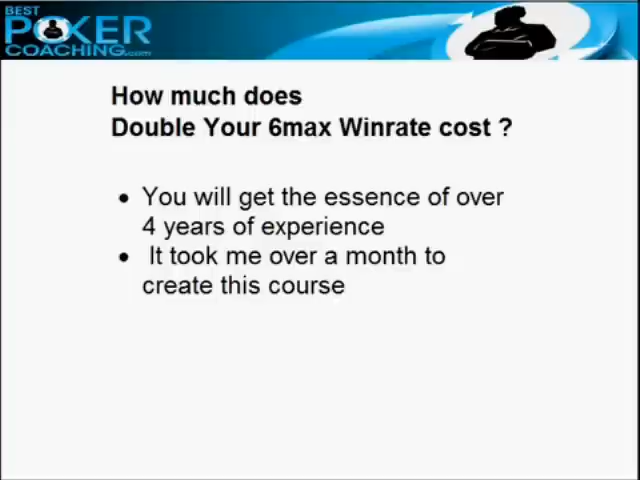 BEST
POKER
COACHING.com
How much does
Double Your 6max Winrate cost ?
• You will get the essence of over
4 years of experience
• It took me over a month to
create this course